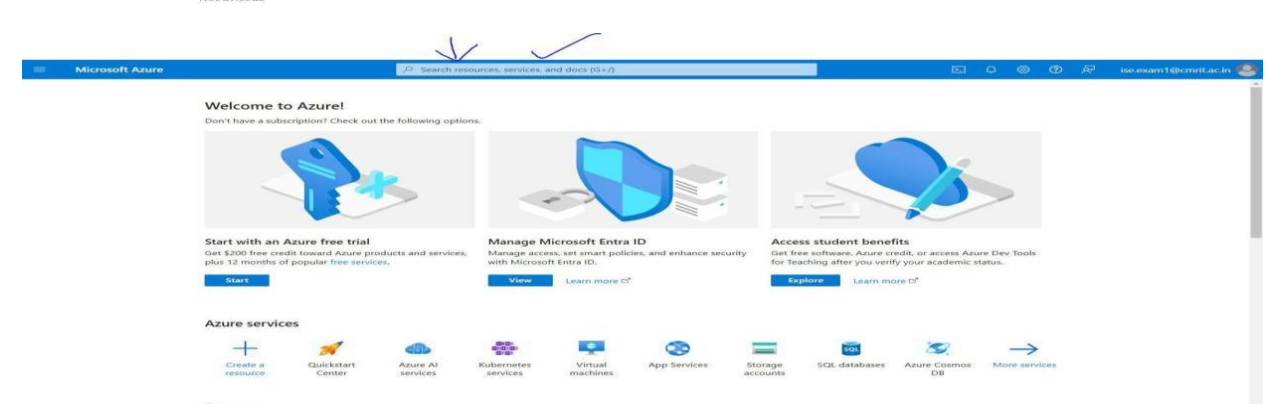 Microsoft Azure
Search resources, services, and docs (G+/)
ise.exam1@cmrit.ac.in
Welcome to Azure!
Don't have a subscription? Check out the following options.
Start with an Azure free trial
Get $200 free credit toward Azure products and services,
plus 12 months of popular free services.
Start
Manage Microsoft Entra ID
Manage access, set smart policies, and enhance security
with Microsoft Entra ID.
View
Learn more
Access student benefits
Get free software, Azure credit, or access Azure Dev Tools
for Teaching after you verify your academic status.
Explore
Learn more
Azure services
Create a
resource
Quickstart
Center
Azure AI
services
Kubernetes
services
Virtual
machines
App Services
Storage
accounts
SQL
SQL databases
Azure Cosmos
DB
More services